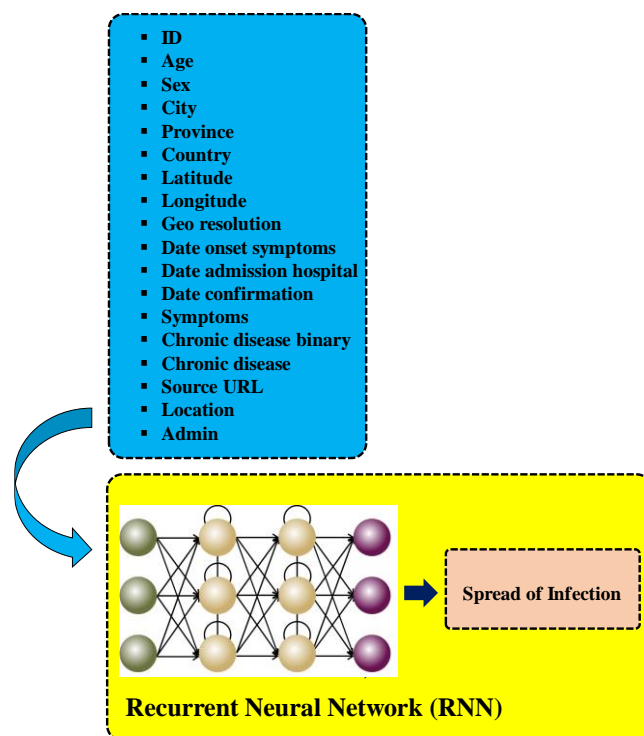 ▪ ID
▪ Age
▪ Sex
▪ City
▪ Province
▪ Country
▪ Latitude
▪ Longitude
▪ Geo resolution
▪ Date onset symptoms
▪ Date admission hospital
▪ Date confirmation
▪ Symptoms
▪ Chronic disease binary
▪ Chronic disease
▪ Source URL
▪ Location
▪ Admin
Spread of Infection
Recurrent Neural Network (RNN)